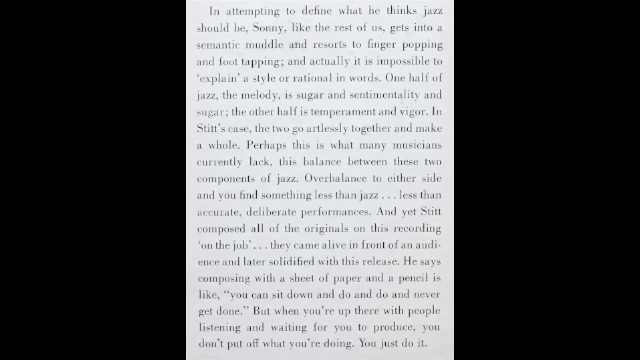 In attempting to define what he thinks jazz
should be, Sonny, like the rest of us, gets into a
semantic muddle and resorts to finger popping
and foot tapping; and actually it is impossible to
‘explain’ a style or rational in words. One half of
jazz, the melody, is sugar and sentimentality and
sugar; the other half is temperament and vigor. In
Stitt's case, the two go artlessly together and make
a whole. Perhaps this is what many musicians
currently lack, this balance between these two
components of jazz. Overbalance to either side
and you find something less than jazz . . . less than
accurate, deliberate performances. And yet Stitt
composed all of the originals on this recording
‘on the job’ . . . they came alive in front of an audi-
ence and later solidified with this release. He says
composing with a sheet of paper and a pencil is
like, “you can sit down and do and do and never
get done.” But when you're up there with people
listening and waiting for you to produce, you
don't put off what you're doing. You just do it.